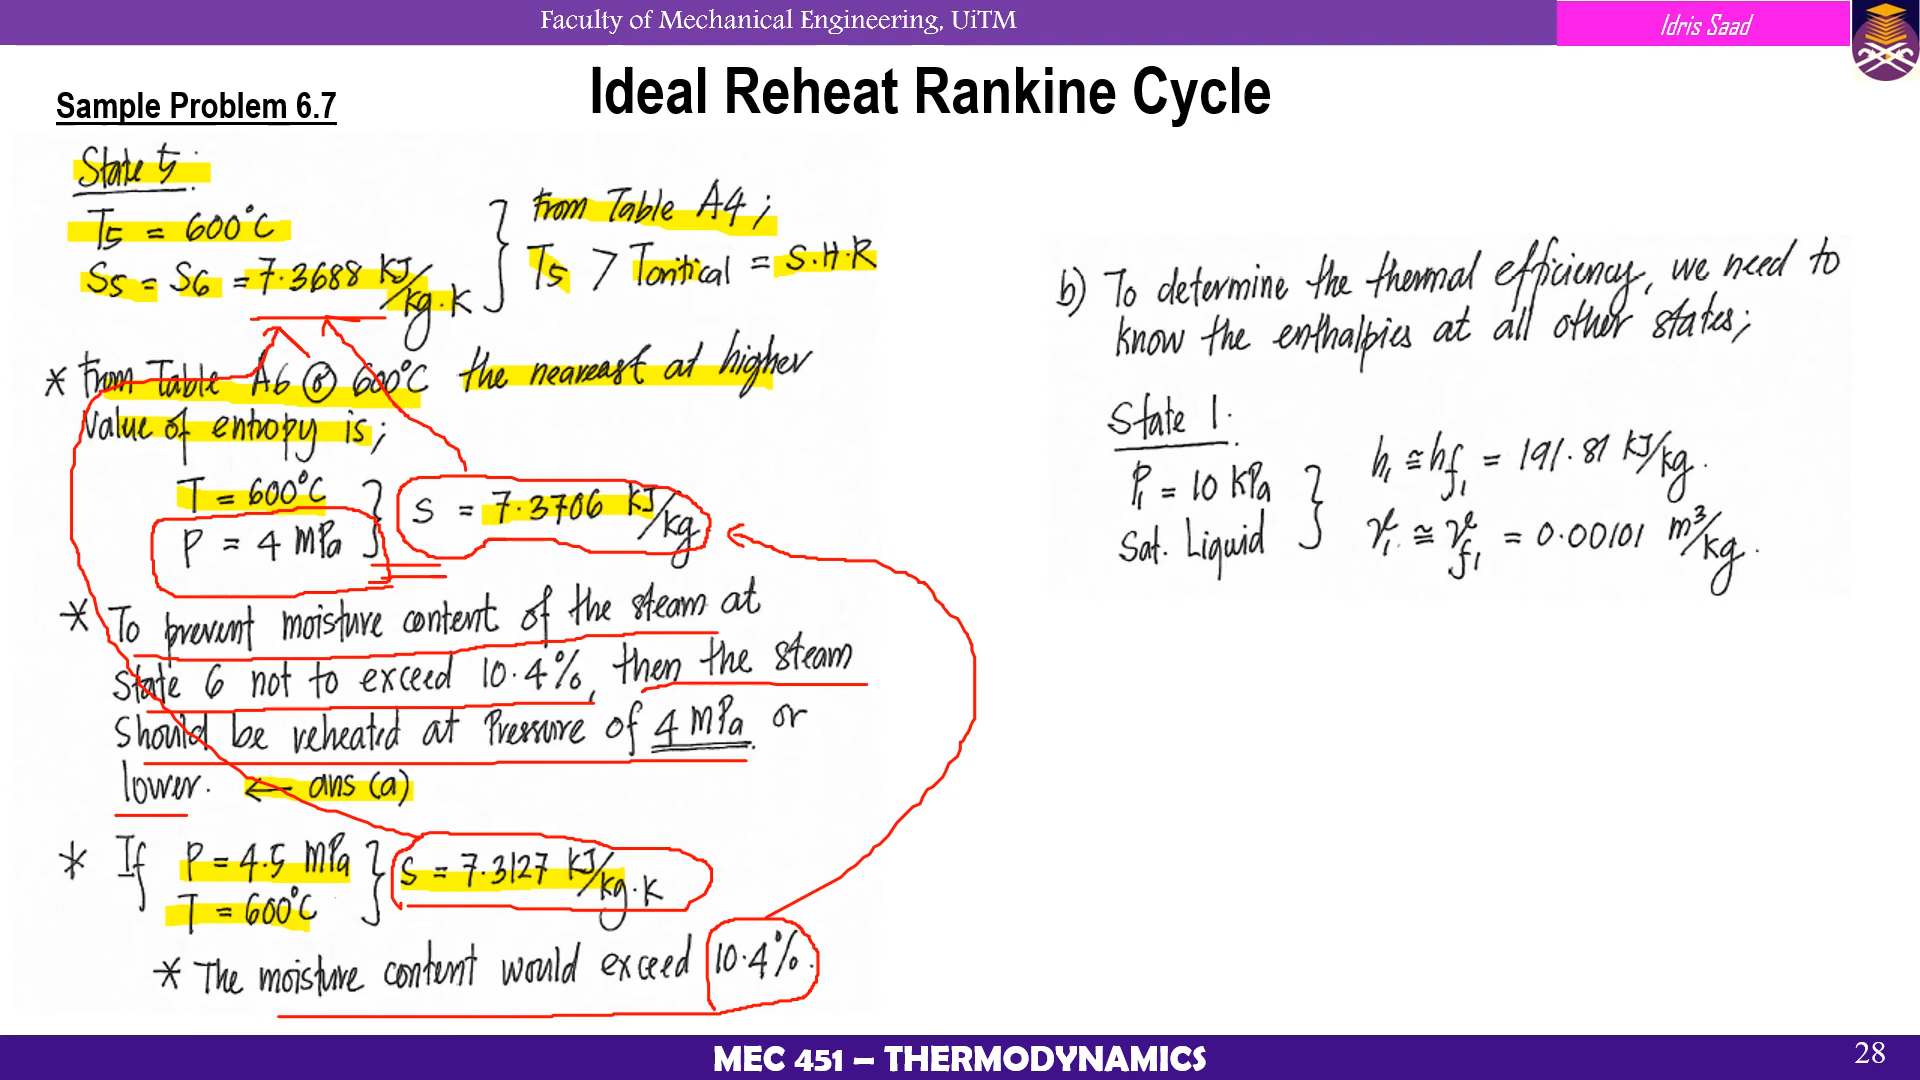 Faculty of Mechanical Engineering, UiTM
Idris Saad
Ideal Reheat Rankine Cycle
Sample Problem 6.7
State 5:
T5 = 600°C
S5 = S6 = 7.3688 KJ/kg.K
from Table A4;
T5 > Tcritical = S.H.R
* from Table A6 @ 600°C the nearest at higher
value of entropy is;
T = 600°C
P = 4 MPa
S = 7.3706 KJ/kg
* To prevent moisture content of the steam at
state 6 not to exceed 10.4%, then the steam
should be reheated at Pressure of 4 MPa or
lower. ← ans (a)
* If P = 4.5 MPa
T = 600°C
S = 7.3127 KJ/kg.K
* The moisture content would exceed 10.4%.
b) To determine the thermal efficiency, we need to
know the enthalpies at all other states;
State 1:
P1 = 10 KPa
Sat. Liquid
h1 ≅ hf1 = 191.81 KJ/kg.
v1 ≅ vf1 = 0.00101 m³/kg.
MEC 451 – THERMODYNAMICS
28